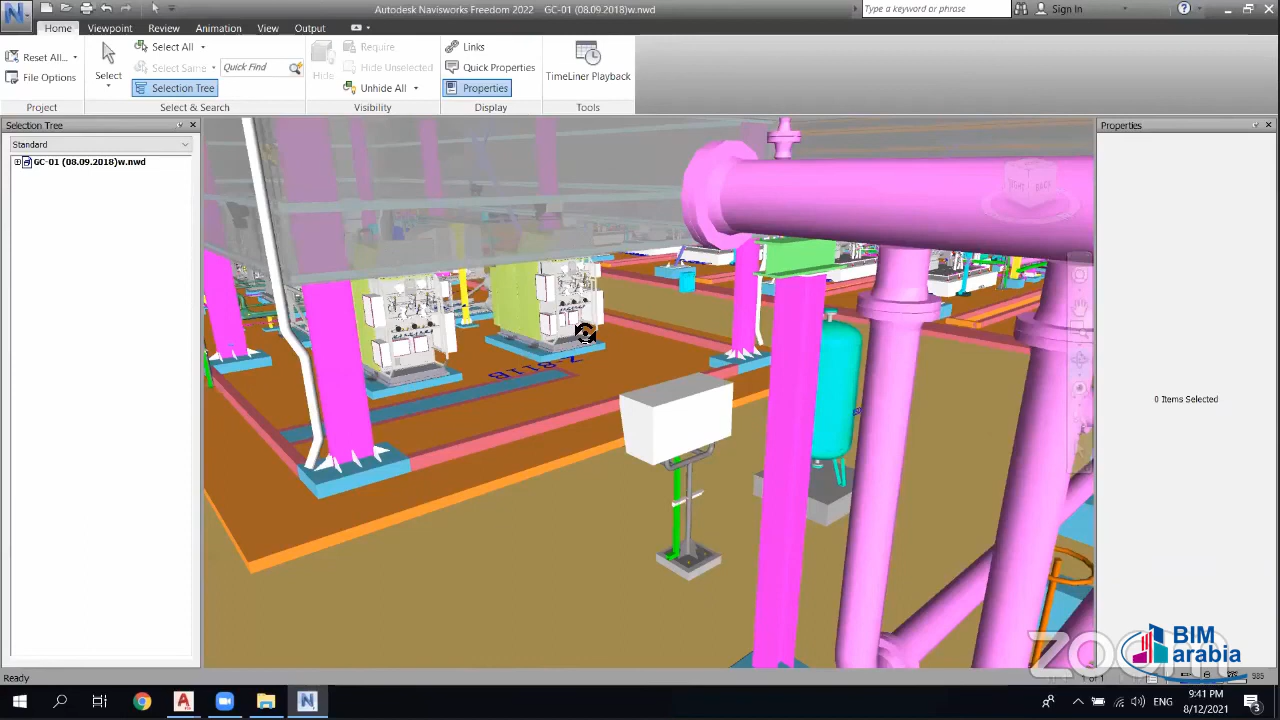 Autodesk Navisworks Freedom 2022 GC-01 (08.09.2018)w.nwd
Type a keyword or phrase
Sign In
Home Viewpoint Review Animation View Output
Reset All...
File Options
Project
Select
Select All
Select Same
Selection Tree
Quick Find
Select & Search
Hide
Require
Hide Unselected
Unhide All
Visibility
Links
Quick Properties
Properties
Display
TimeLiner Playback
Tools
Selection Tree
Standard
GC-01 (08.09.2018)w.nwd
Properties
0 Items Selected
zoom
BIM
arabia
Ready
535
ENG
9:41 PM
8/12/2021
3